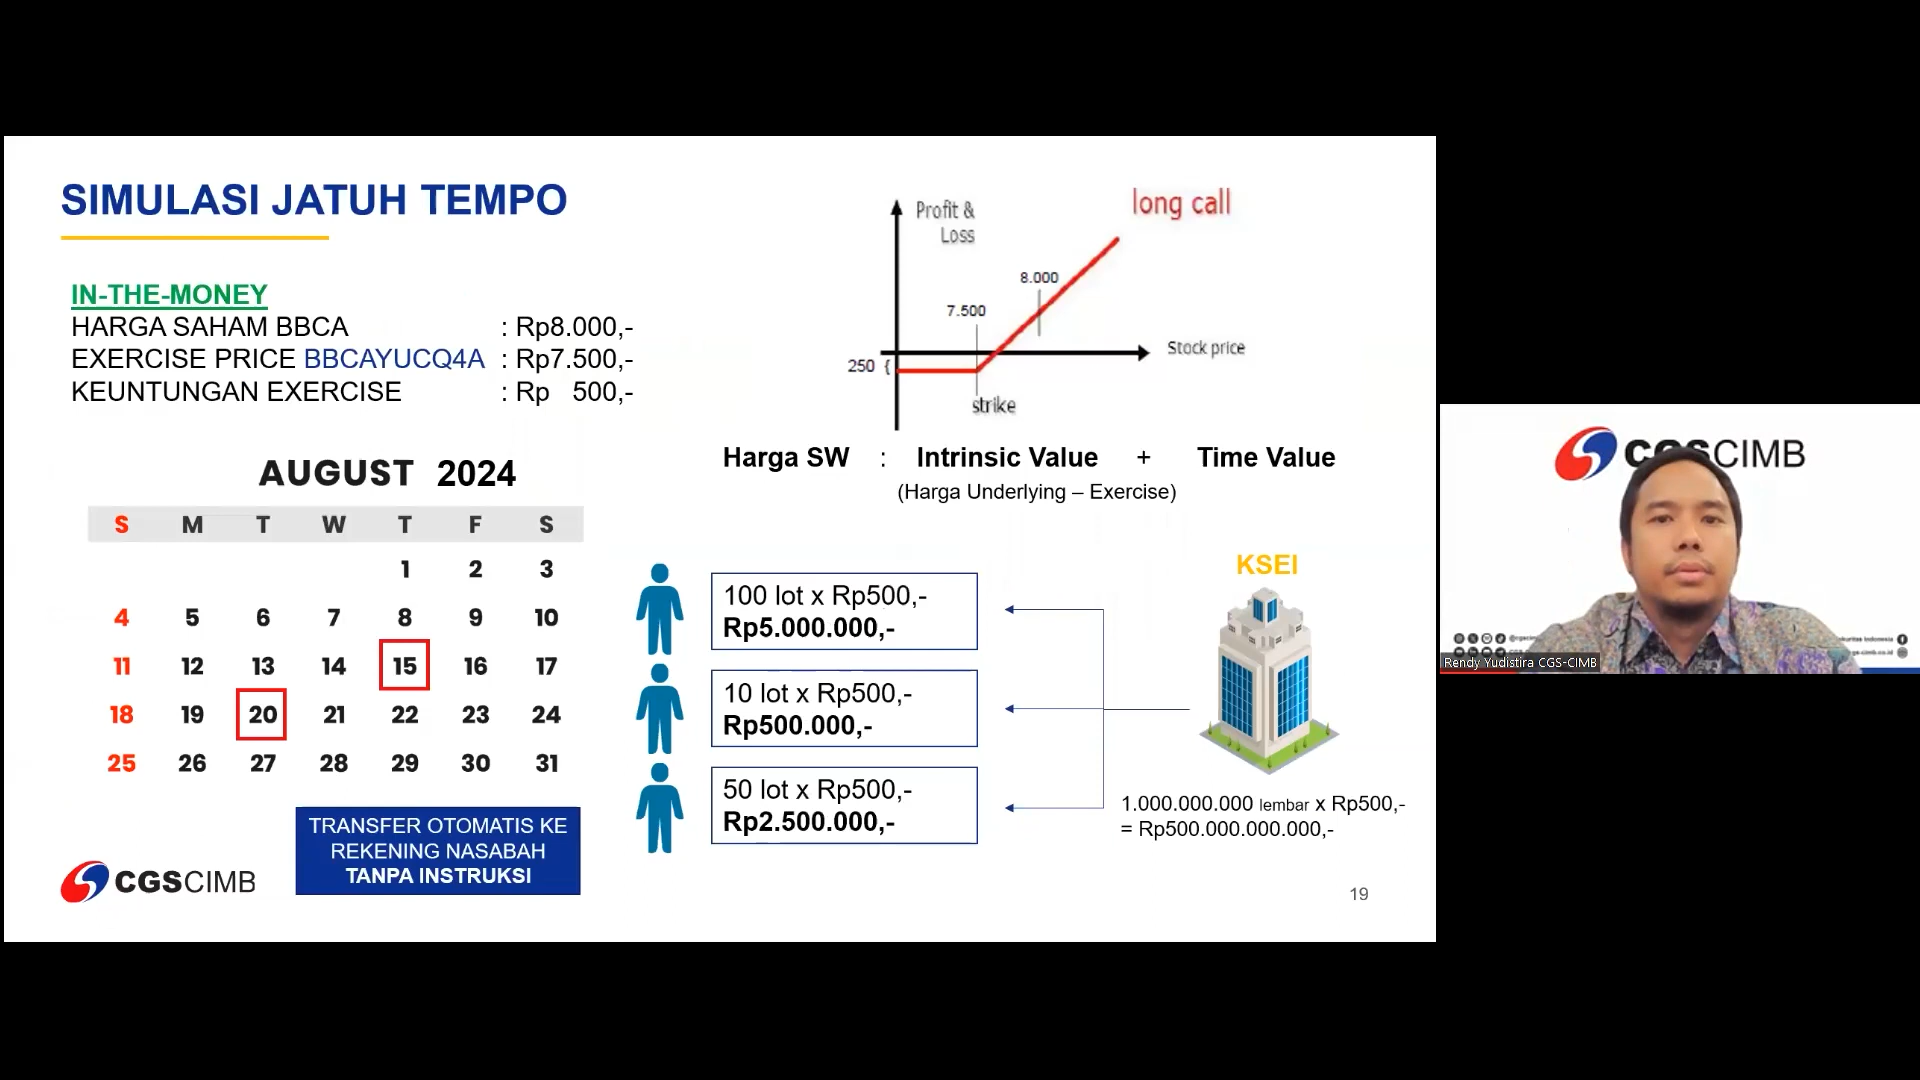 SIMULASI JATUH TEMPO
IN-THE-MONEY
HARGA SAHAM BBCA : Rp8.000,-
EXERCISE PRICE BBCAYUCQ4A : Rp7.500,-
KEUNTUNGAN EXERCISE : Rp 500,-
Profit &
Loss
long call
8.000
7.500
250 {
Stock price
strike
Harga SW : Intrinsic Value + Time Value
(Harga Underlying – Exercise)
AUGUST 2024
S M T W T F S
1 2 3
4 5 6 7 8 9 10
11 12 13 14 15 16 17
18 19 20 21 22 23 24
25 26 27 28 29 30 31
TRANSFER OTOMATIS KE
REKENING NASABAH
TANPA INSTRUKSI
CGSCIMB
100 lot x Rp500,-
Rp5.000.000,-
10 lot x Rp500,-
Rp500.000,-
50 lot x Rp500,-
Rp2.500.000,-
KSEI
1.000.000.000 lembar x Rp500,-
= Rp500.000.000.000,-
19
CGSCIMB
Rendy Yudistira CGS-CIMB